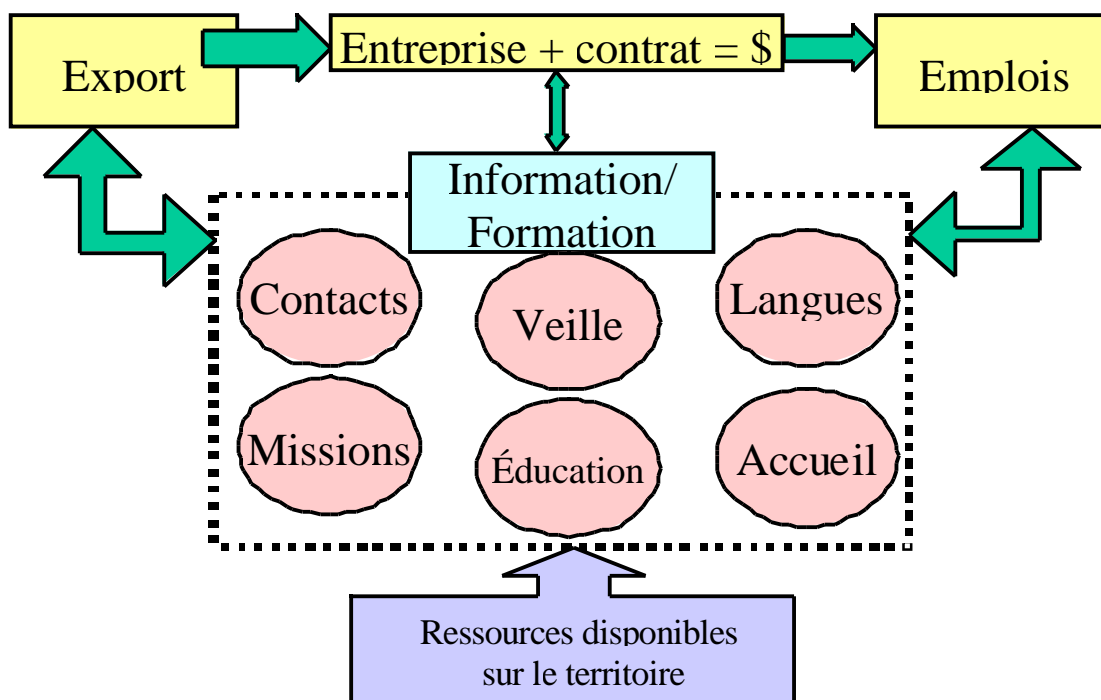 Export
Entreprise + contrat = $
Emplois
Information/
Formation
Contacts
Veille
Langues
Missions
Éducation
Accueil
Ressources disponibles
sur le territoire